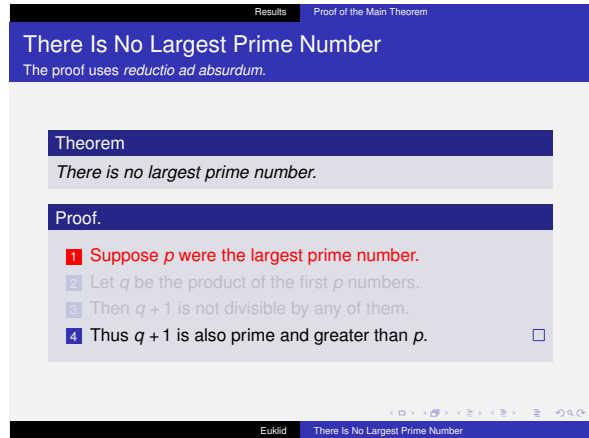 Results Proof of the Main Theorem
There Is No Largest Prime Number
The proof uses reductio ad absurdum.
Theorem
There is no largest prime number.
Proof.
1 Suppose p were the largest prime number.
2 Let q be the product of the first p numbers.
3 Then q + 1 is not divisible by any of them.
4 Thus q + 1 is also prime and greater than p.
Euklid There Is No Largest Prime Number